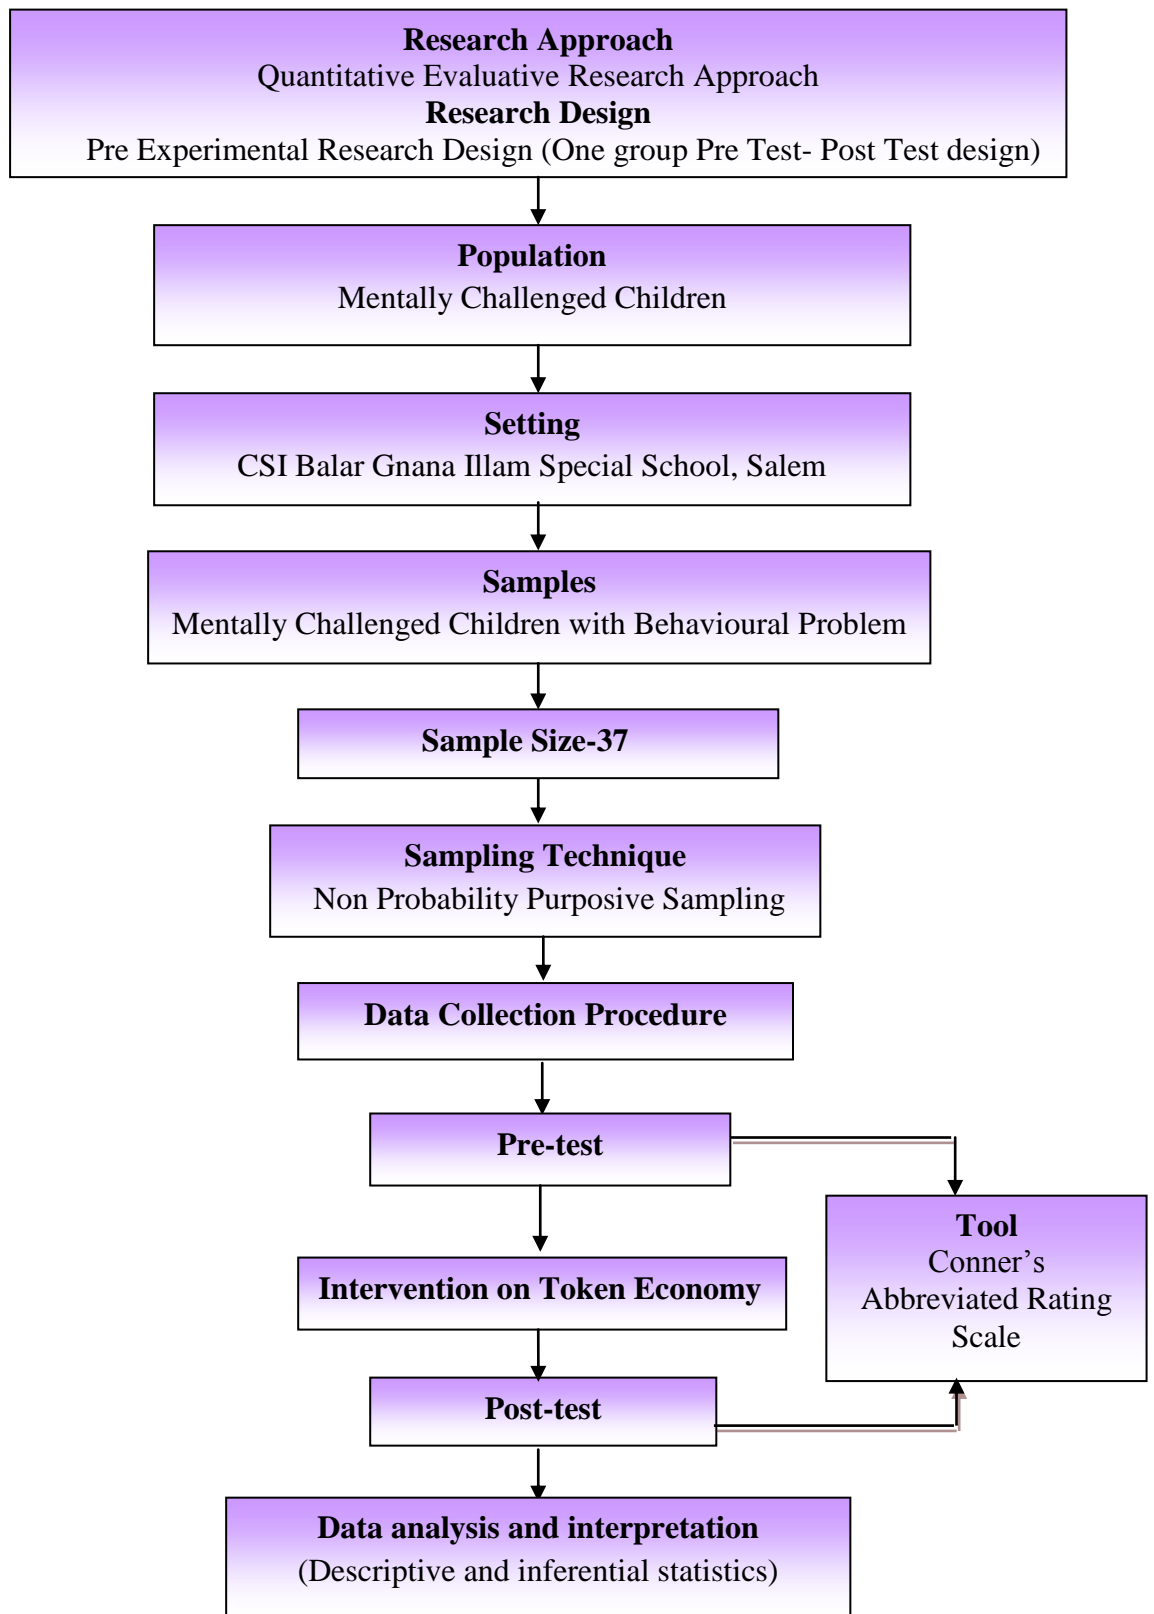 Research Approach
Quantitative Evaluative Research Approach
Research Design
Pre Experimental Research Design (One group Pre Test- Post Test design)
Population
Mentally Challenged Children
Setting
CSI Balar Gnana Illam Special School, Salem
Samples
Mentally Challenged Children with Behavioural Problem
Sample Size-37
Sampling Technique
Non Probability Purposive Sampling
Data Collection Procedure
Pre-test
Tool
Conner’s
Abbreviated Rating
Scale
Intervention on Token Economy
Post-test
Data analysis and interpretation
(Descriptive and inferential statistics)